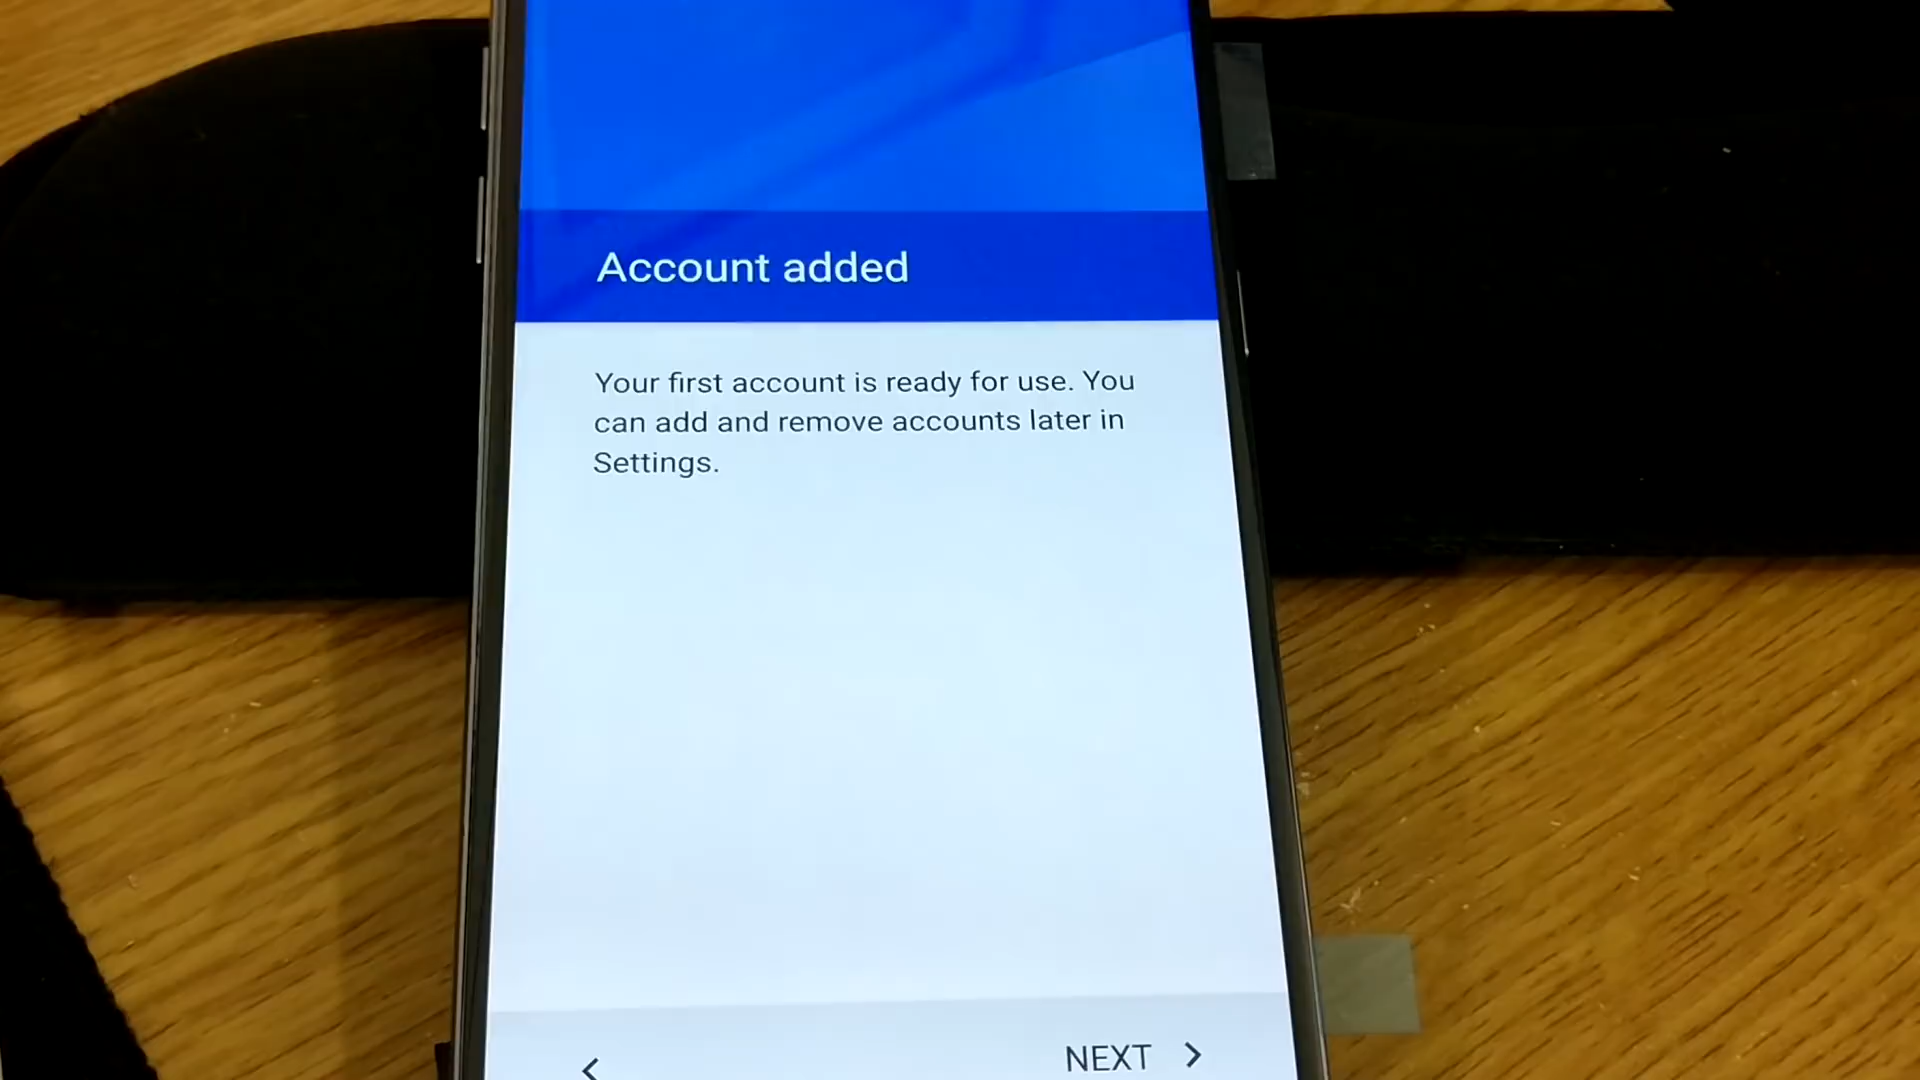 Account added
Your first account is ready for use. You
can add and remove accounts later in
Settings.
NEXT